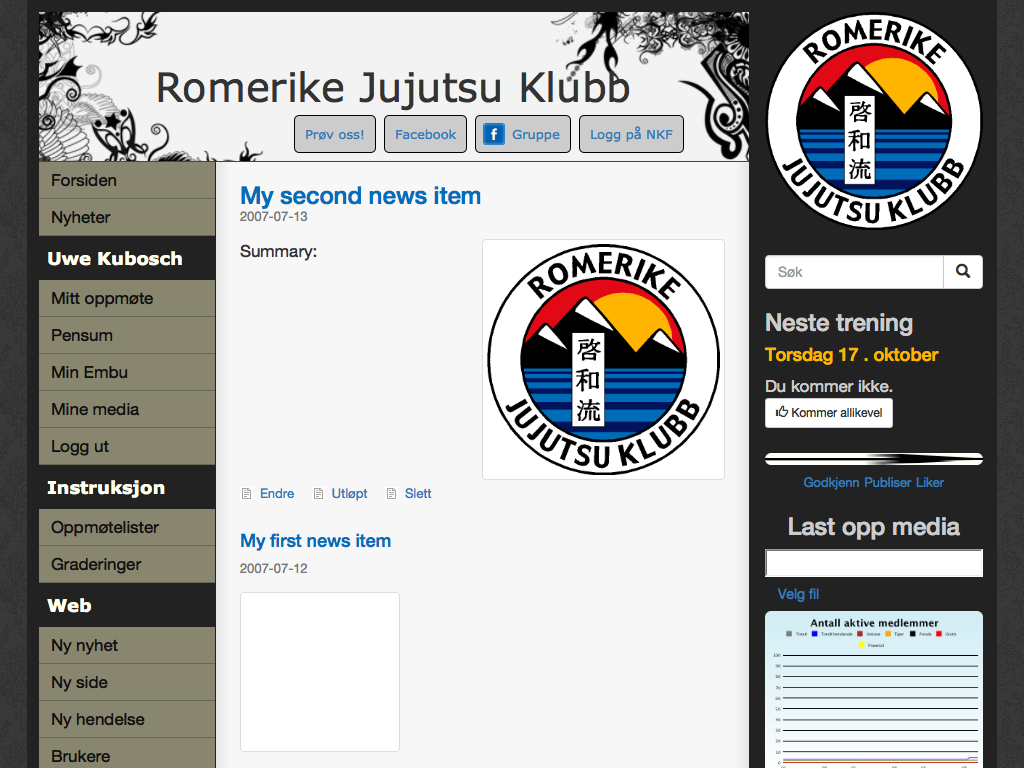 Romerike Jujutsu Klubb
Prøv oss!
Facebook
f Gruppe
Logg på NKF
Forsiden
Nyheter
Uwe Kubosch
Mitt oppmøte
Pensum
Min Embu
Mine media
Logg ut
Instruksjon
Oppmøtelister
Graderinger
Web
Ny nyhet
Ny side
Ny hendelse
Brukere
My second news item
2007-07-13
Summary:
ROMERIKE
啓和流
JUJUTSU KLUBB
Endre
Utløpt
Slett
My first news item
2007-07-12
ROMERIKE
啓和流
JUJUTSU KLUBB
Søk
Neste trening
Torsdag 17 . oktober
Du kommer ikke.
Kommer allikevel
Godkjenn Publiser Liker
Last opp media
Velg fil
Antall aktive medlemmer
Totalt Totalt betalende Voksne Tiger Panda Gratis
100
90
80
70
60
50
40
30
20
10
0